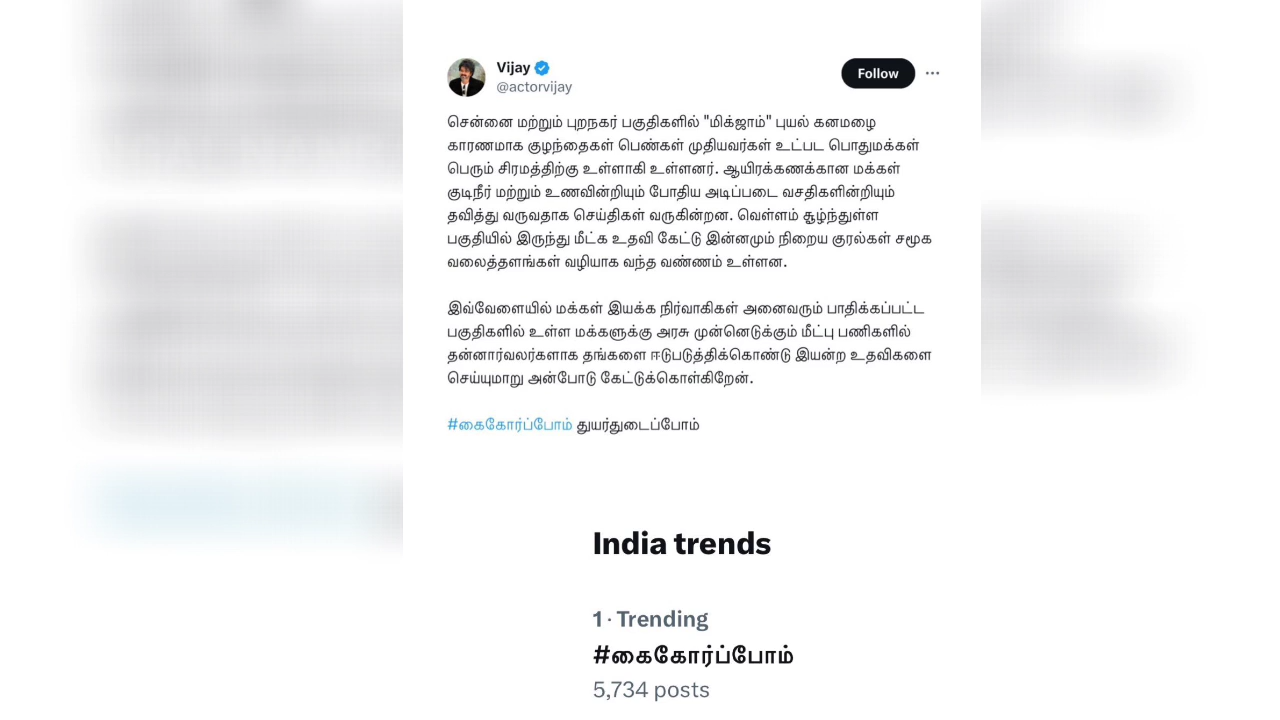 Vijay
@actorvijay
Follow
சென்னை மற்றும் புறநகர் பகுதிகளில் "மிக்ஜாம்" புயல் கனமழை
காரணமாக குழந்தைகள் பெண்கள் முதியவர்கள் உட்பட பொதுமக்கள்
பெரும் சிரமத்திற்கு உள்ளாகி உள்ளனர். ஆயிரக்கணக்கான மக்கள்
குடிநீர் மற்றும் உணவின்றியும் போதிய அடிப்படை வசதிகளின்றியும்
தவித்து வருவதாக செய்திகள் வருகின்றன. வெள்ளம் சூழ்ந்துள்ள
பகுதியில் இருந்து மீட்க உதவி கேட்டு இன்னமும் நிறைய குரல்கள் சமூக
வலைத்தளங்கள் வழியாக வந்த வண்ணம் உள்ளன.
இவ்வேளையில் மக்கள் இயக்க நிர்வாகிகள் அனைவரும் பாதிக்கப்பட்ட
பகுதிகளில் உள்ள மக்களுக்கு அரசு முன்னெடுக்கும் மீட்பு பணிகளில்
தன்னார்வலர்களாக தங்களை ஈடுபடுத்திக்கொண்டு இயன்ற உதவிகளை
செய்யுமாறு அன்போடு கேட்டுக்கொள்கிறேன்.
#கைகோர்ப்போம் துயர்துடைப்போம்
India trends
1 · Trending
#கைகோர்ப்போம்
5,734 posts